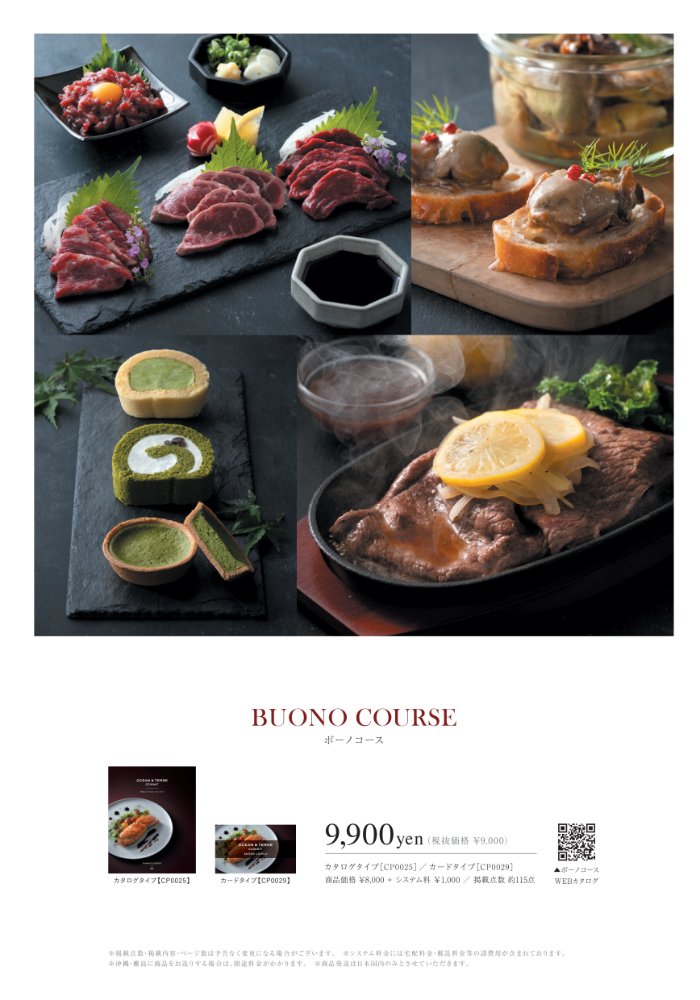 BUONO COURSE
ボーノコース
OCEAN & TERRE
GOURMET
OCEAN & TERRE
9,900yen（税抜価格 ¥9,000）
カタログタイプ［CP0025］／カードタイプ［CP0029］
商品価格 ¥8,000 + システム料 ¥1,000 ／ 掲載点数 約115点
カタログタイプ【CP0025】
カードタイプ【CP0029】
▲ボーノコース
WEBカタログ
※掲載点数・掲載内容・ページ数は予告なく変更になる場合がございます。 ※システム料金には宅配料金・郵送料金等の諸費用が含まれております。
※沖縄・離島に商品をお送りする場合は、別途料金がかかります。 ※商品発送は日本国内のみとさせていただきます。